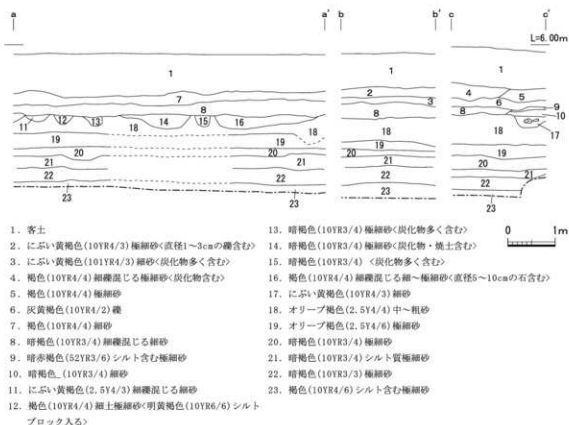 a a' b b' c c'
L=6.00m
1 1 1
2 4 5
7 3 6 9
8 8 8 10
11 12 13 18 14 15 16 18 18 18 17
19 19 19 19
20 20 20 20
21 21 21 21
22 22 22 22
23 23 23
0 1m
1. 客土
2. にぶい黄褐色(10YR4/3)極細砂<直径1～3cmの礫含む>
3. にぶい黄褐色(101YR4/3)細砂<炭化物多く含む>
4. 褐色(10YR4/4)細礫混じる極細砂<炭化物含む>
5. 褐色(10YR4/4)極細砂
6. 灰黄褐色(10YR4/2)礫
7. 褐色(10YR4/4)細砂
8. 暗褐色(10YR3/4)細礫混じる細砂
9. 暗赤褐色(52YR3/6)シルト含む極細砂
10. 暗褐色_(10YR3/4)細砂
11. にぶい黄褐色(2.5Y4/3)細礫混じる細砂
12. 褐色(10YR4/4)細土極細砂<明黄褐色(10YR6/6)シルト
ブロック入る>
13. 暗褐色(10YR3/4)極細砂<炭化物多く含む>
14. 暗褐色(10YR3/4)極細砂<炭化物・焼土含む>
15. 暗褐色(10YR3/4) <炭化物多く含む>
16. 褐色(10YR4/4)細礫混じる細～極細砂<直径5～10cmの石含む>
17. にぶい黄褐色(10YR4/3)細砂
18. オリーブ褐色(2.5Y4/4)中～粗砂
19. オリーブ褐色(2.5Y4/6)極細砂
20. 暗褐色(10YR3/4)極細砂
21. 暗褐色(10YR3/4)シルト質極細砂
22. 暗褐色(10YR3/3)極細砂
23. 褐色(10YR4/6)シルト含む極細砂